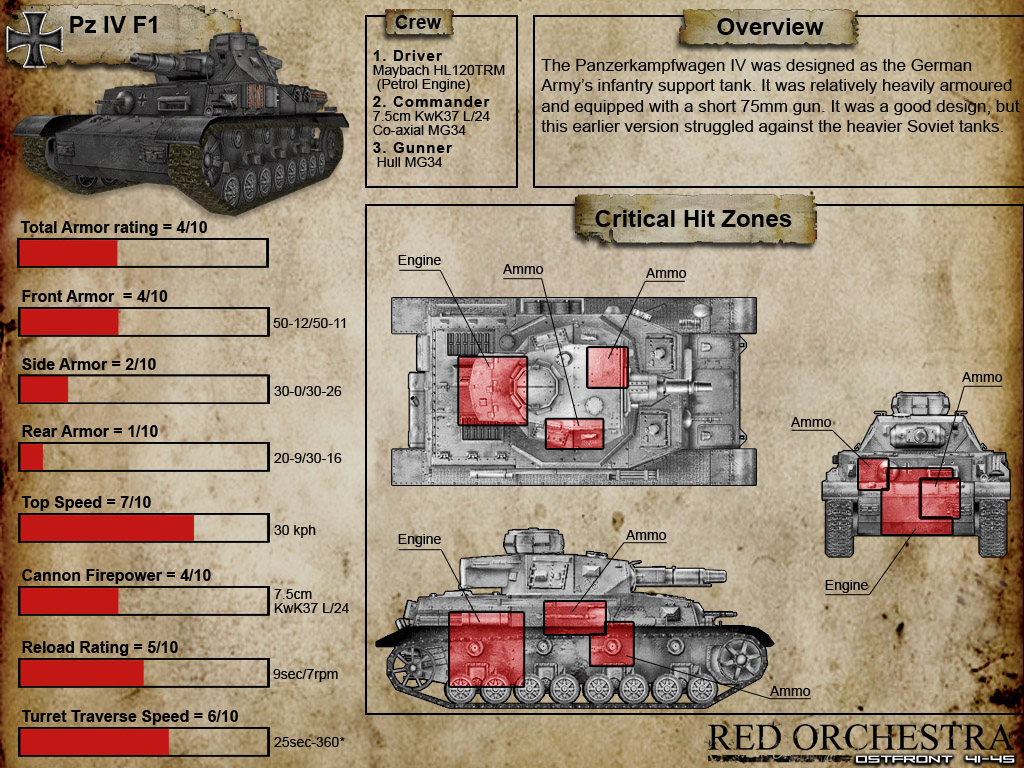 Pz IV F1
Crew
1. Driver
Maybach HL120TRM
(Petrol Engine)
2. Commander
7.5cm KwK37 L/24
Co-axial MG34
3. Gunner
Hull MG34
Overview
The Panzerkampfwagen IV was designed as the German
Army's infantry support tank. It was relatively heavily armoured
and equipped with a short 75mm gun. It was a good design, but
this earlier version struggled against the heavier Soviet tanks.
Total Armor rating = 4/10
Front Armor = 4/10
50-12/50-11
Side Armor = 2/10
30-0/30-26
Rear Armor = 1/10
20-9/30-16
Top Speed = 7/10
30 kph
Cannon Firepower = 4/10
7.5cm
KwK37 L/24
Reload Rating = 5/10
9sec/7rpm
Turret Traverse Speed = 6/10
25sec-360*
Critical Hit Zones
Engine
Ammo
Ammo
Ammo
Ammo
Engine
Engine
Ammo
Ammo
RED ORCHESTRA
OSTFRONT 41-45